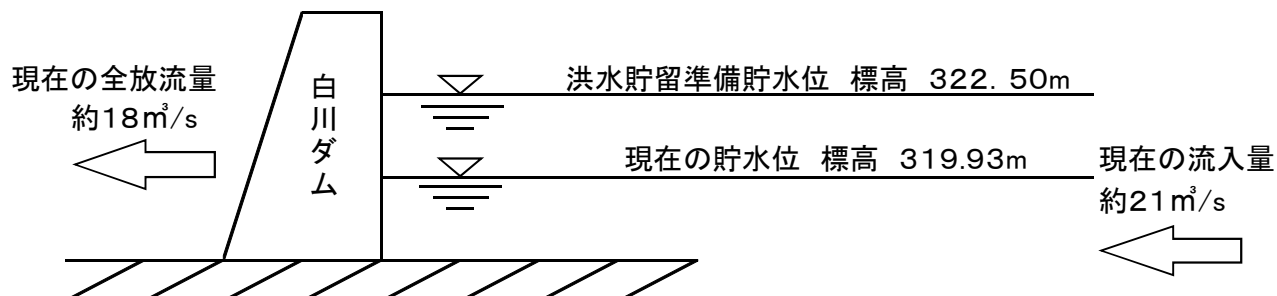 洪水貯留準備貯水位 標高 322.50m
現在の全放流量
約18㎥/s
白川ダム
現在の貯水位 標高 319.93m
現在の流入量
約21㎥/s